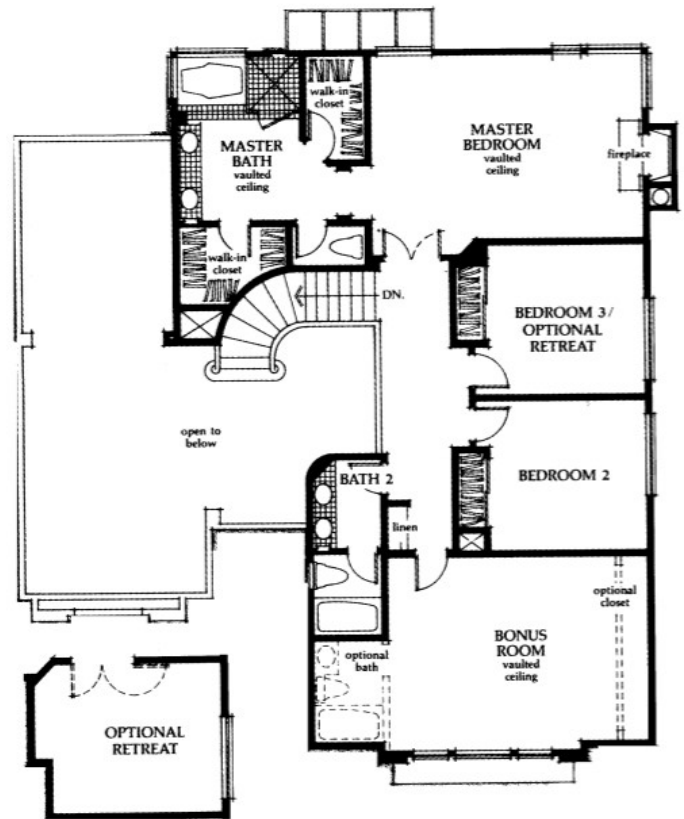 walk-in
closet
MASTER
BATH
vaulted
ceiling
MASTER
BEDROOM
vaulted
ceiling
fireplace
walk-in
closet
DN.
BEDROOM 3/
OPTIONAL
RETREAT
open to
below
BATH 2
BEDROOM 2
linen
optional
closet
BONUS
ROOM
vaulted
ceiling
optional
bath
OPTIONAL
RETREAT